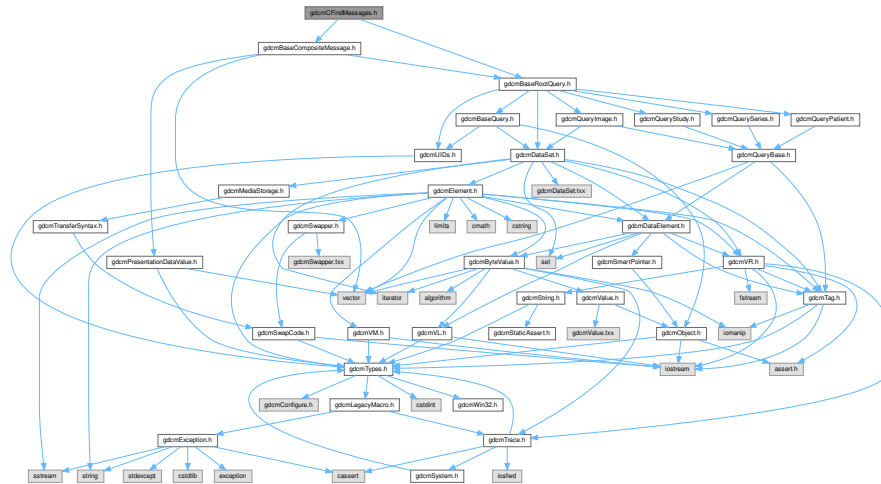 gdcmCFindMessages.h
gdcmBaseCompositeMessage.h
gdcmBaseRootQuery.h
gdcmBaseQuery.h
gdcmQueryImage.h
gdcmQueryStudy.h
gdcmQuerySeries.h
gdcmQueryPatient.h
gdcmUIDs.h
gdcmDataSet.h
gdcmQueryBase.h
gdcmMediaStorage.h
gdcmElement.h
gdcmDataSet.txx
gdcmTransferSyntax.h
gdcmSwapper.h
limits
cmath
cstring
gdcmDataElement.h
gdcmPresentationDataValue.h
gdcmSwapper.txx
gdcmByteValue.h
set
gdcmSmartPointer.h
gdcmVR.h
vector
iterator
algorithm
gdcmString.h
gdcmValue.h
fstream
gdcmTag.h
gdcmSwapCode.h
gdcmVM.h
gdcmVL.h
gdcmStaticAssert.h
gdcmValue.txx
gdcmObject.h
iomanip
gdcmTypes.h
iostream
assert.h
gdcmConfigure.h
gdcmLegacyMacro.h
cstdint
gdcmWin32.h
gdcmException.h
gdcmTrace.h
sstream
string
stdexcept
cstdlib
exception
cassert
gdcmSystem.h
iosfwd